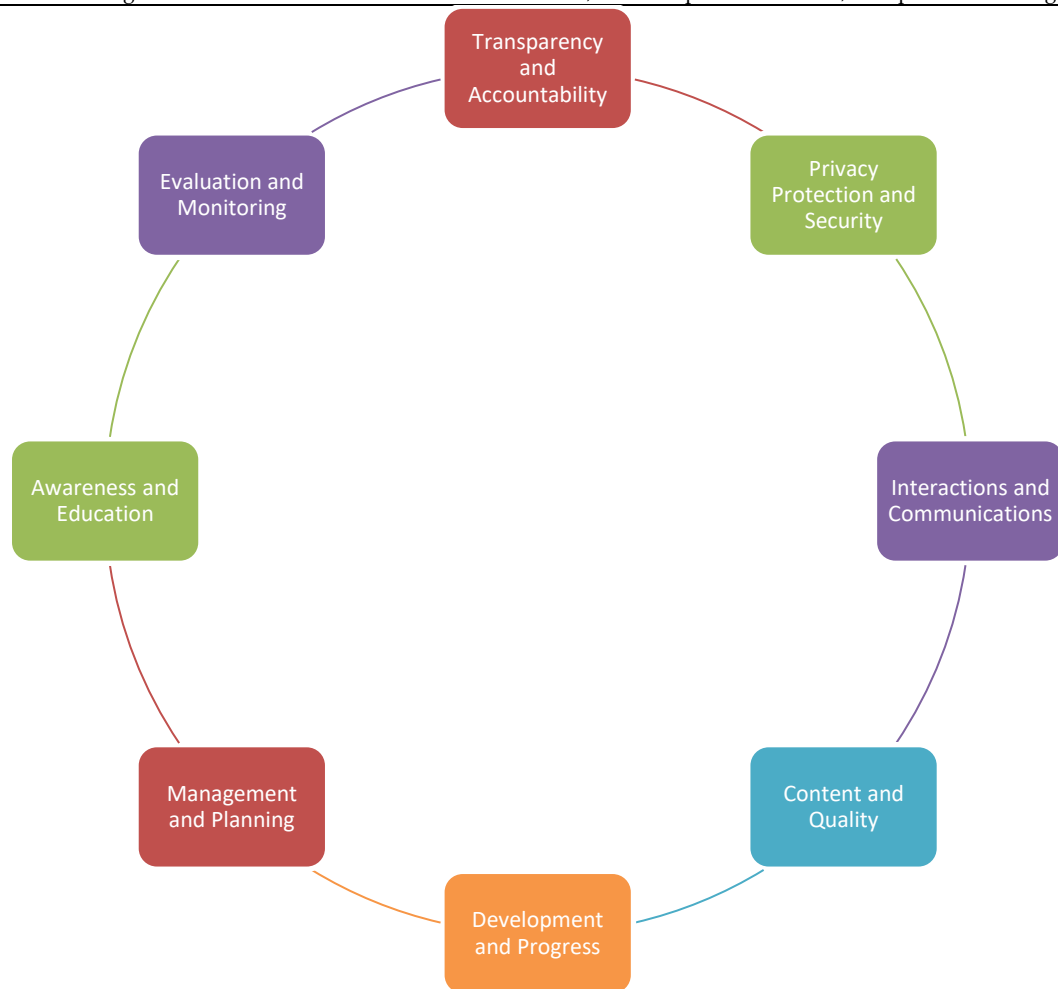 Transparency
and
Accountability
Privacy
Protection and
Security
Interactions and
Communications
Content and
Quality
Development
and Progress
Management
and Planning
Awareness and
Education
Evaluation and
Monitoring